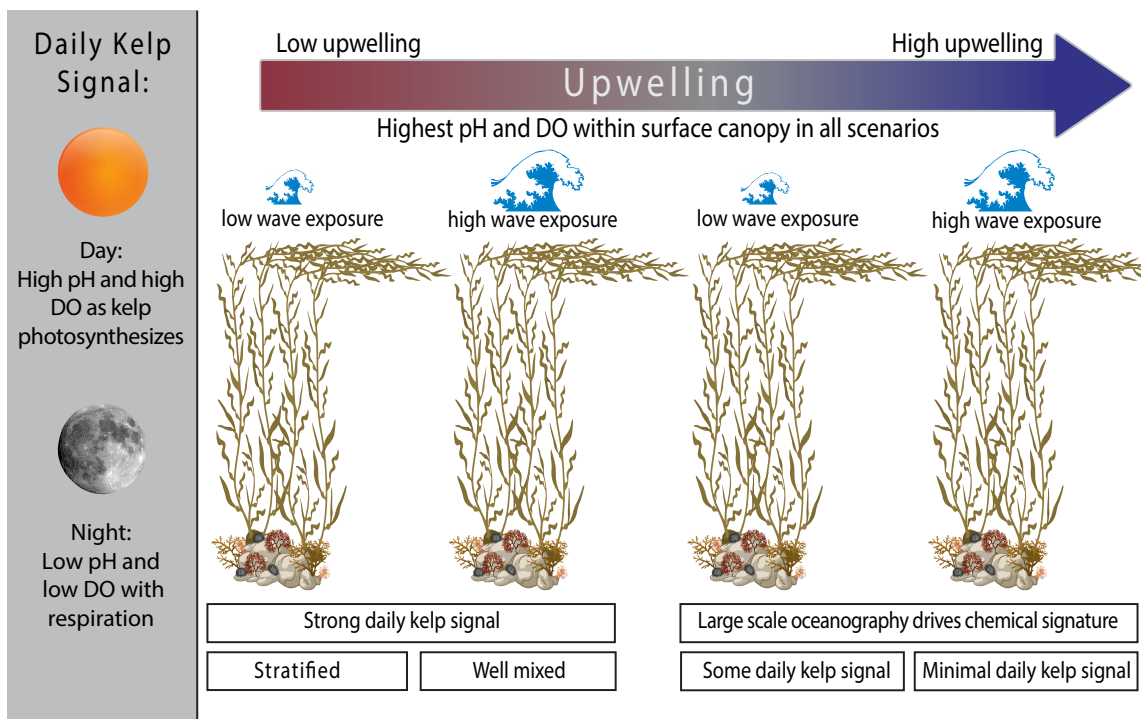 Daily Kelp
Signal:
Day:
High pH and high
DO as kelp
photosynthesizes
Night:
Low pH and
low DO with
respiration
Low upwelling
High upwelling
Upwelling
Highest pH and DO within surface canopy in all scenarios
low wave exposure
high wave exposure
low wave exposure
high wave exposure
Strong daily kelp signal
Large scale oceanography drives chemical signature
Stratified
Well mixed
Some daily kelp signal
Minimal daily kelp signal